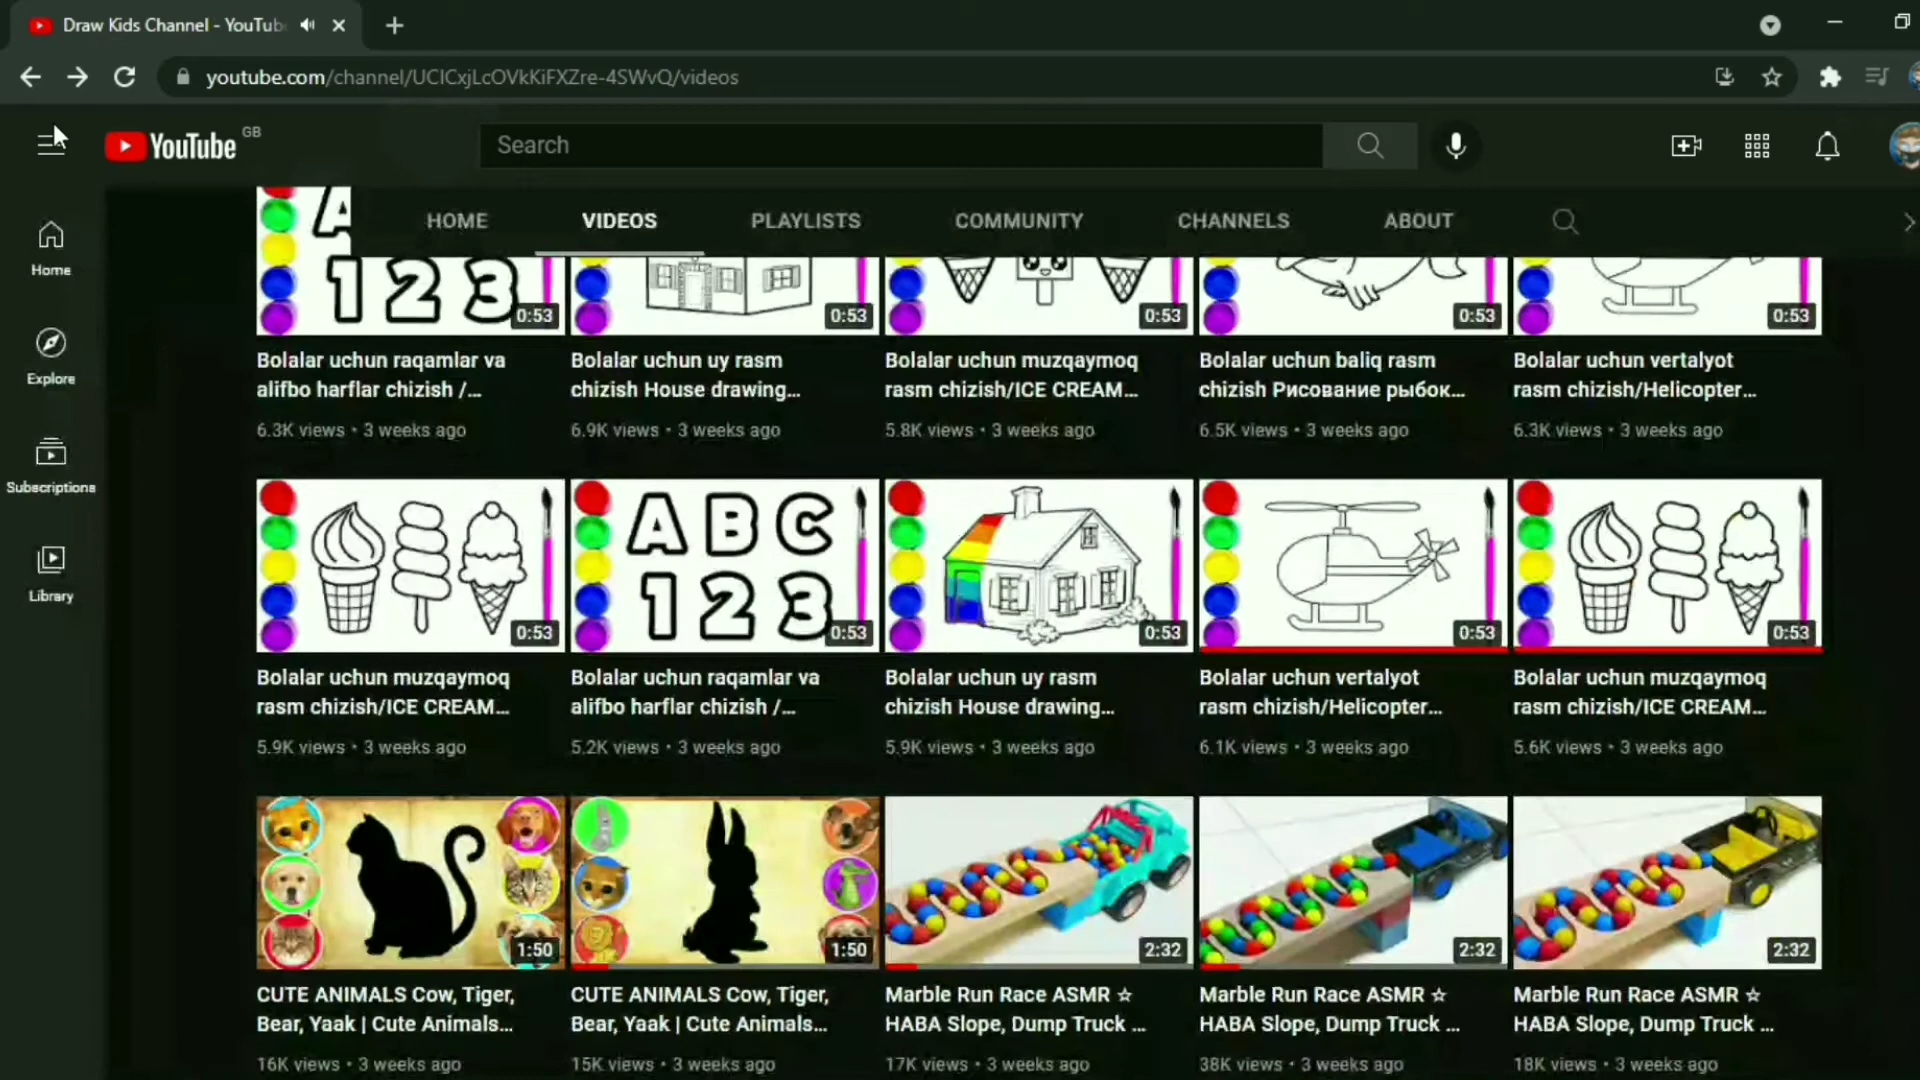 Draw Kids Channel - YouTub
youtube.com/channel/UCICxjLcOVkKiFXZre-4SWvQ/videos
YouTube GB
Search
HOME VIDEOS PLAYLISTS COMMUNITY CHANNELS ABOUT
Home
Explore
Subscriptions
Library
A
1 2 3
0:53 0:53 0:53 0:53 0:53
Bolalar uchun raqamlar va
alifbo harflar chizish /...
6.3K views • 3 weeks ago
Bolalar uchun uy rasm
chizish House drawing...
6.9K views • 3 weeks ago
Bolalar uchun muzqaymoq
rasm chizish/ICE CREAM...
5.8K views • 3 weeks ago
Bolalar uchun baliq rasm
chizish Рисование рыбок...
6.5K views • 3 weeks ago
Bolalar uchun vertalyot
rasm chizish/Helicopter...
6.3K views • 3 weeks ago
A B C
1 2 3
0:53 0:53 0:53 0:53 0:53
Bolalar uchun muzqaymoq
rasm chizish/ICE CREAM...
5.9K views • 3 weeks ago
Bolalar uchun raqamlar va
alifbo harflar chizish /...
5.2K views • 3 weeks ago
Bolalar uchun uy rasm
chizish House drawing...
5.9K views • 3 weeks ago
Bolalar uchun vertalyot
rasm chizish/Helicopter...
6.1K views • 3 weeks ago
Bolalar uchun muzqaymoq
rasm chizish/ICE CREAM...
5.6K views • 3 weeks ago
1:50 1:50 2:32 2:32 2:32
CUTE ANIMALS Cow, Tiger,
Bear, Yaak | Cute Animals...
16K views • 3 weeks ago
CUTE ANIMALS Cow, Tiger,
Bear, Yaak | Cute Animals...
15K views • 3 weeks ago
Marble Run Race ASMR ☆
HABA Slope, Dump Truck ...
17K views • 3 weeks ago
Marble Run Race ASMR ☆
HABA Slope, Dump Truck ...
38K views • 3 weeks ago
Marble Run Race ASMR ☆
HABA Slope, Dump Truck ...
18K views • 3 weeks ago